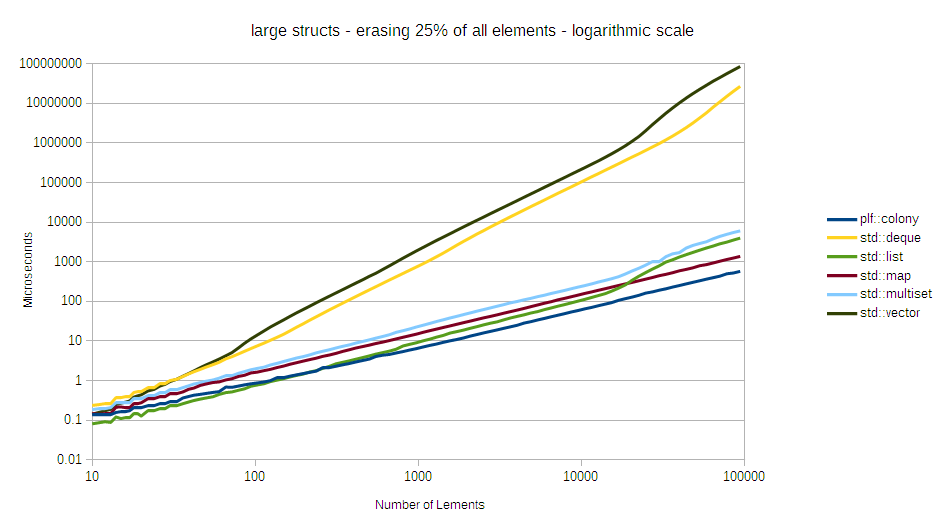 large structs - erasing 25% of all elements - logarithmic scale
100000000
10000000
1000000
100000
10000
1000
100
10
1
0.1
0.01
Microseconds
10 100 1000 10000 100000
Number of Lements
plf::colony
std::deque
std::list
std::map
std::multiset
std::vector